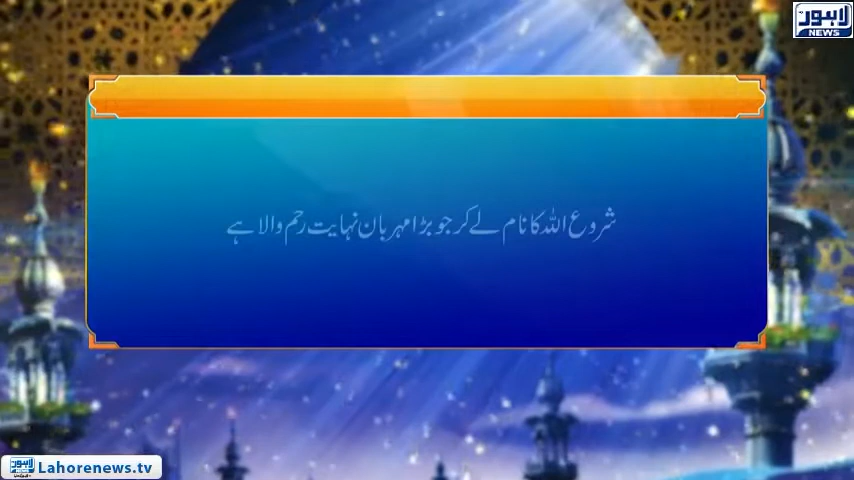 لاہور
NEWS
شروع اللہ کا نام لے کر جو بڑا مہربان نہایت رحم والا ہے
لاہور
Lahorenews.tv